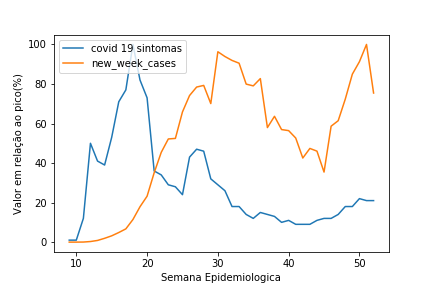 covid 19 sintomas
new_week_cases
Valor em relação ao pico(%)
100
80
60
40
20
0
10 20 30 40 50
Semana Epidemiologica